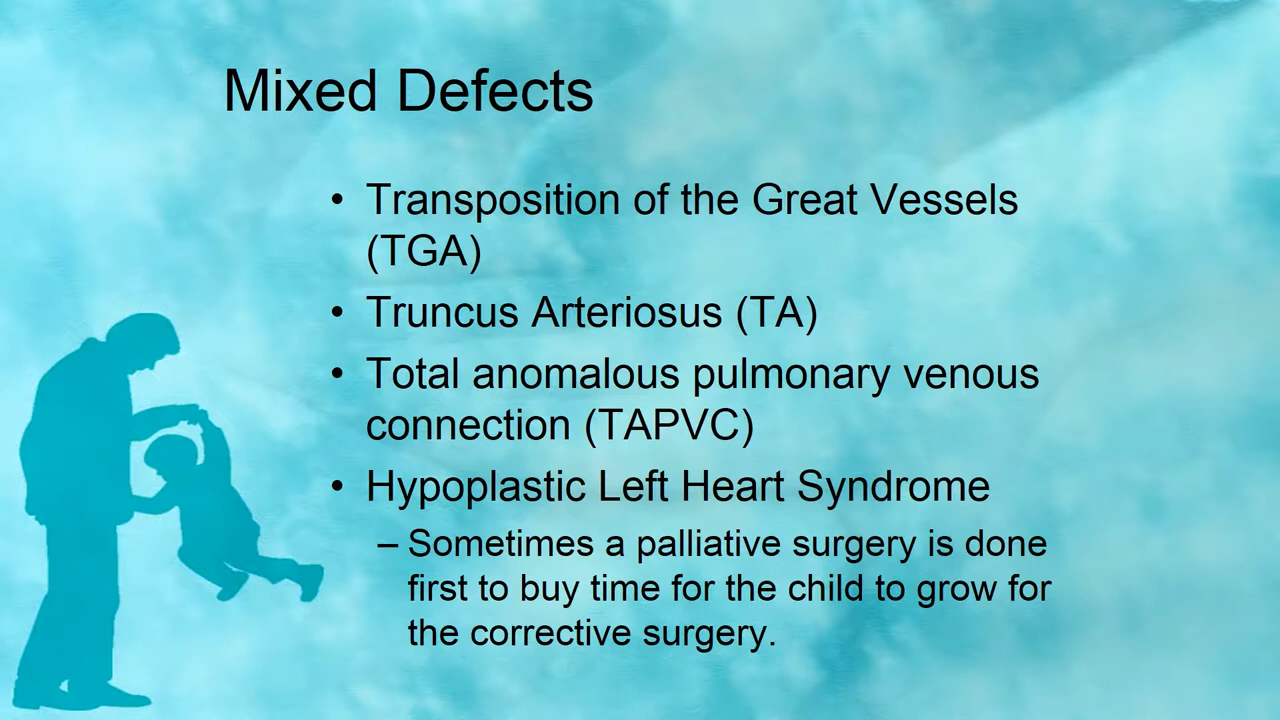 Mixed Defects
• Transposition of the Great Vessels
(TGA)
• Truncus Arteriosus (TA)
• Total anomalous pulmonary venous
connection (TAPVC)
• Hypoplastic Left Heart Syndrome
– Sometimes a palliative surgery is done
first to buy time for the child to grow for
the corrective surgery.